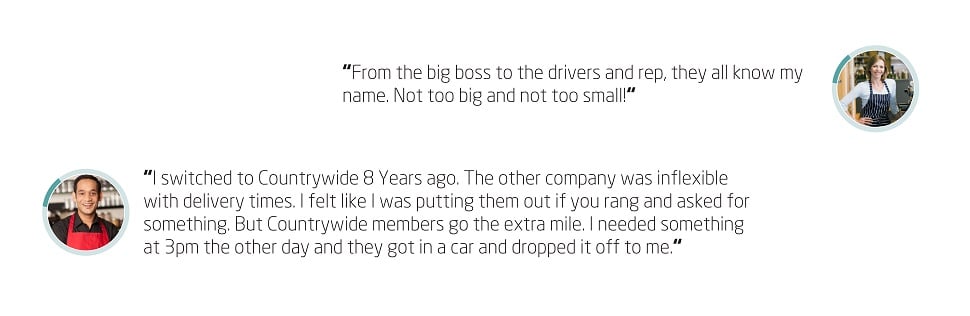 “From the big boss to the drivers and rep, they all know my
name. Not too big and not too small!“
“I switched to Countrywide 8 Years ago. The other company was inflexible
with delivery times. I felt like I was putting them out if you rang and asked for
something. But Countrywide members go the extra mile. I needed something
at 3pm the other day and they got in a car and dropped it off to me.“